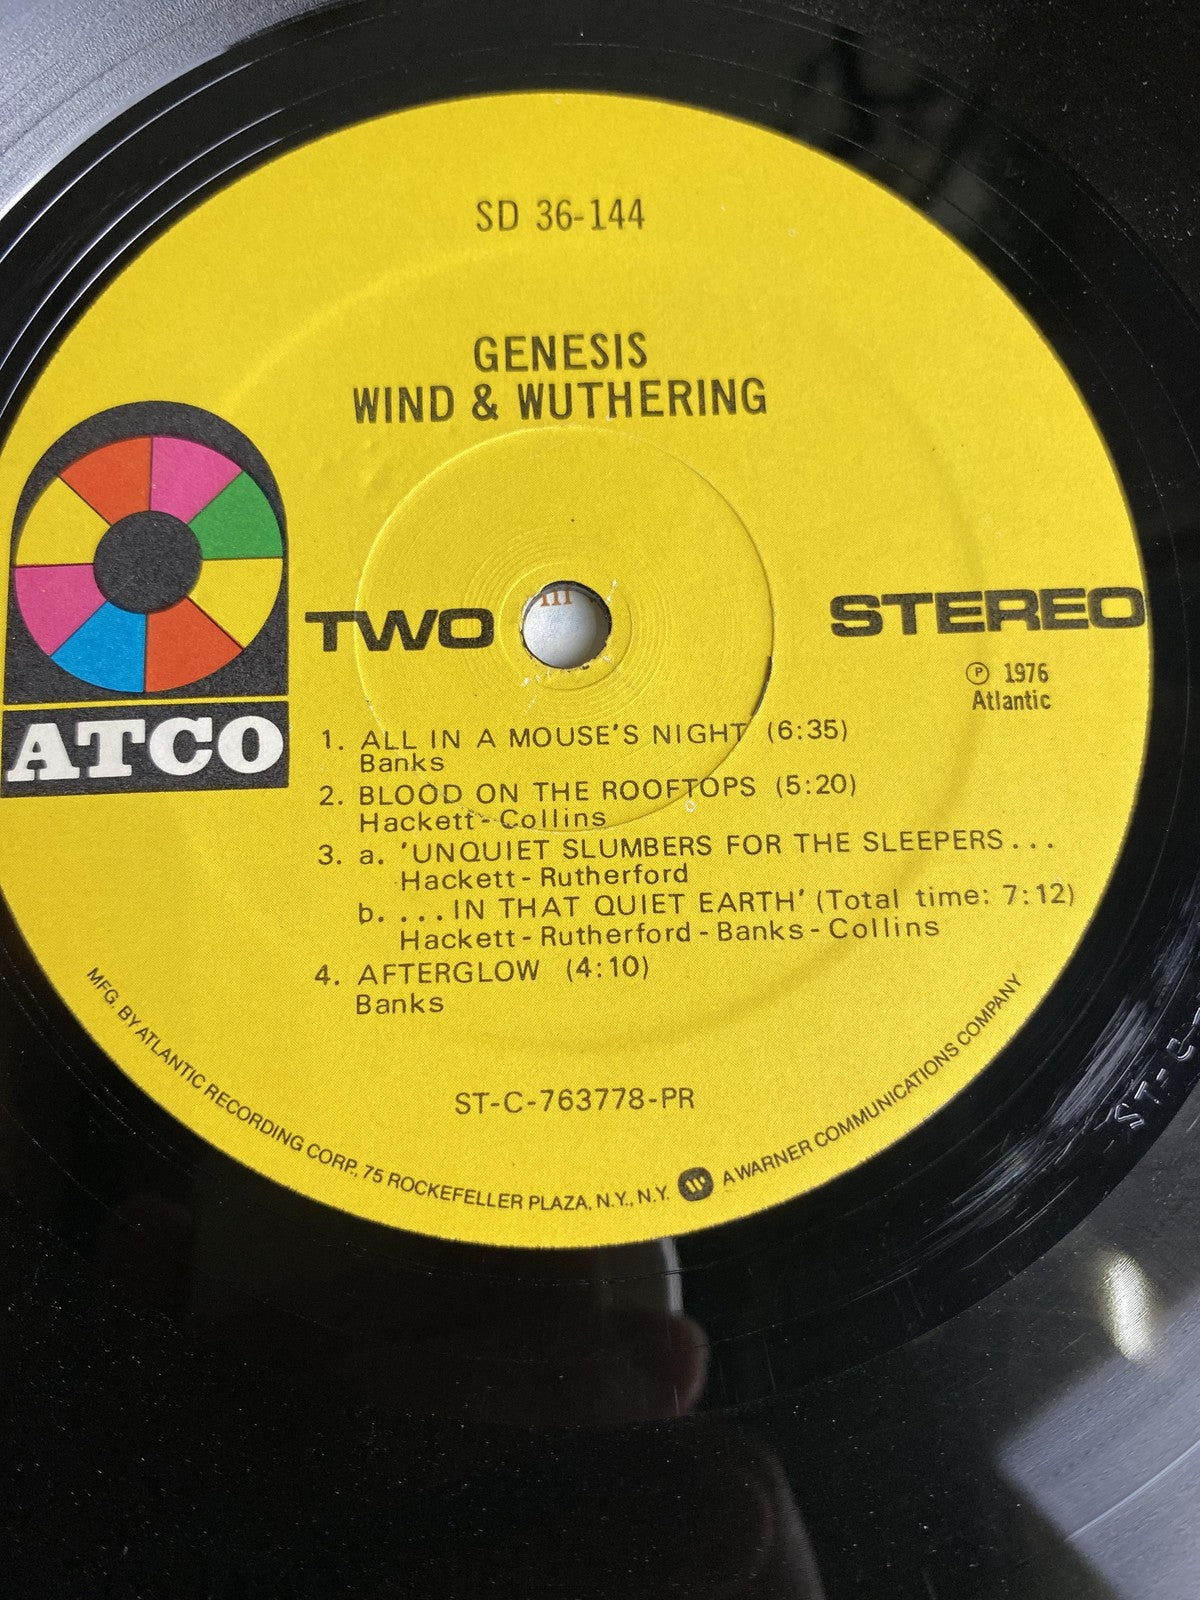 SD 36-144
GENESIS
WIND & WUTHERING
ATCO
TWO
STEREO
℗ 1976
Atlantic
1. ALL IN A MOUSE'S NIGHT (6:35)
Banks
2. BLOOD ON THE ROOFTOPS (5:20)
Hackett-Collins
3. a. 'UNQUIET SLUMBERS FOR THE SLEEPERS...
Hackett-Rutherford
b. ...IN THAT QUIET EARTH' (Total time: 7:12)
Hackett-Rutherford-Banks-Collins
4. AFTERGLOW (4:10)
Banks
ST-C-763778-PR
MFG. BY ATLANTIC RECORDING CORP., 75 ROCKEFELLER PLAZA, N.Y., N.Y. A WARNER COMMUNICATIONS COMPANY
ST-C-